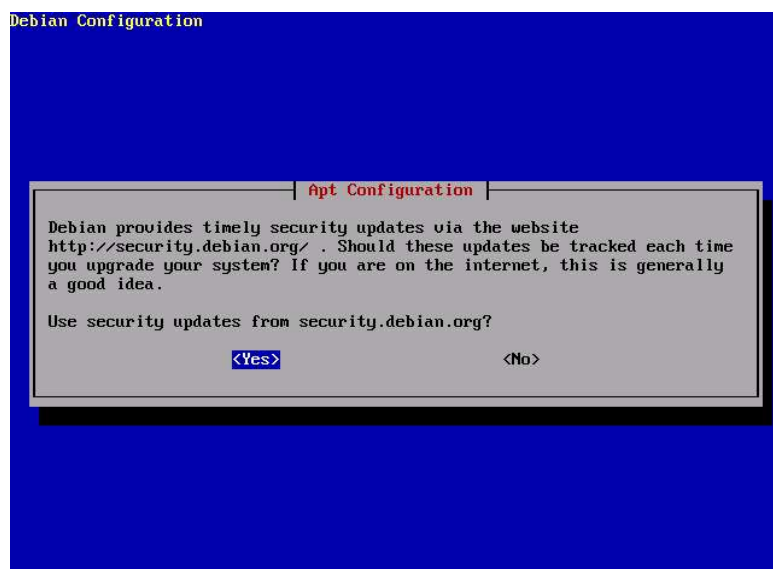 Debian Configuration
Apt Configuration
Debian provides timely security updates via the website
http://security.debian.org/ . Should these updates be tracked each time
you upgrade your system? If you are on the internet, this is generally
a good idea.
Use security updates from security.debian.org?
<Yes> <No>